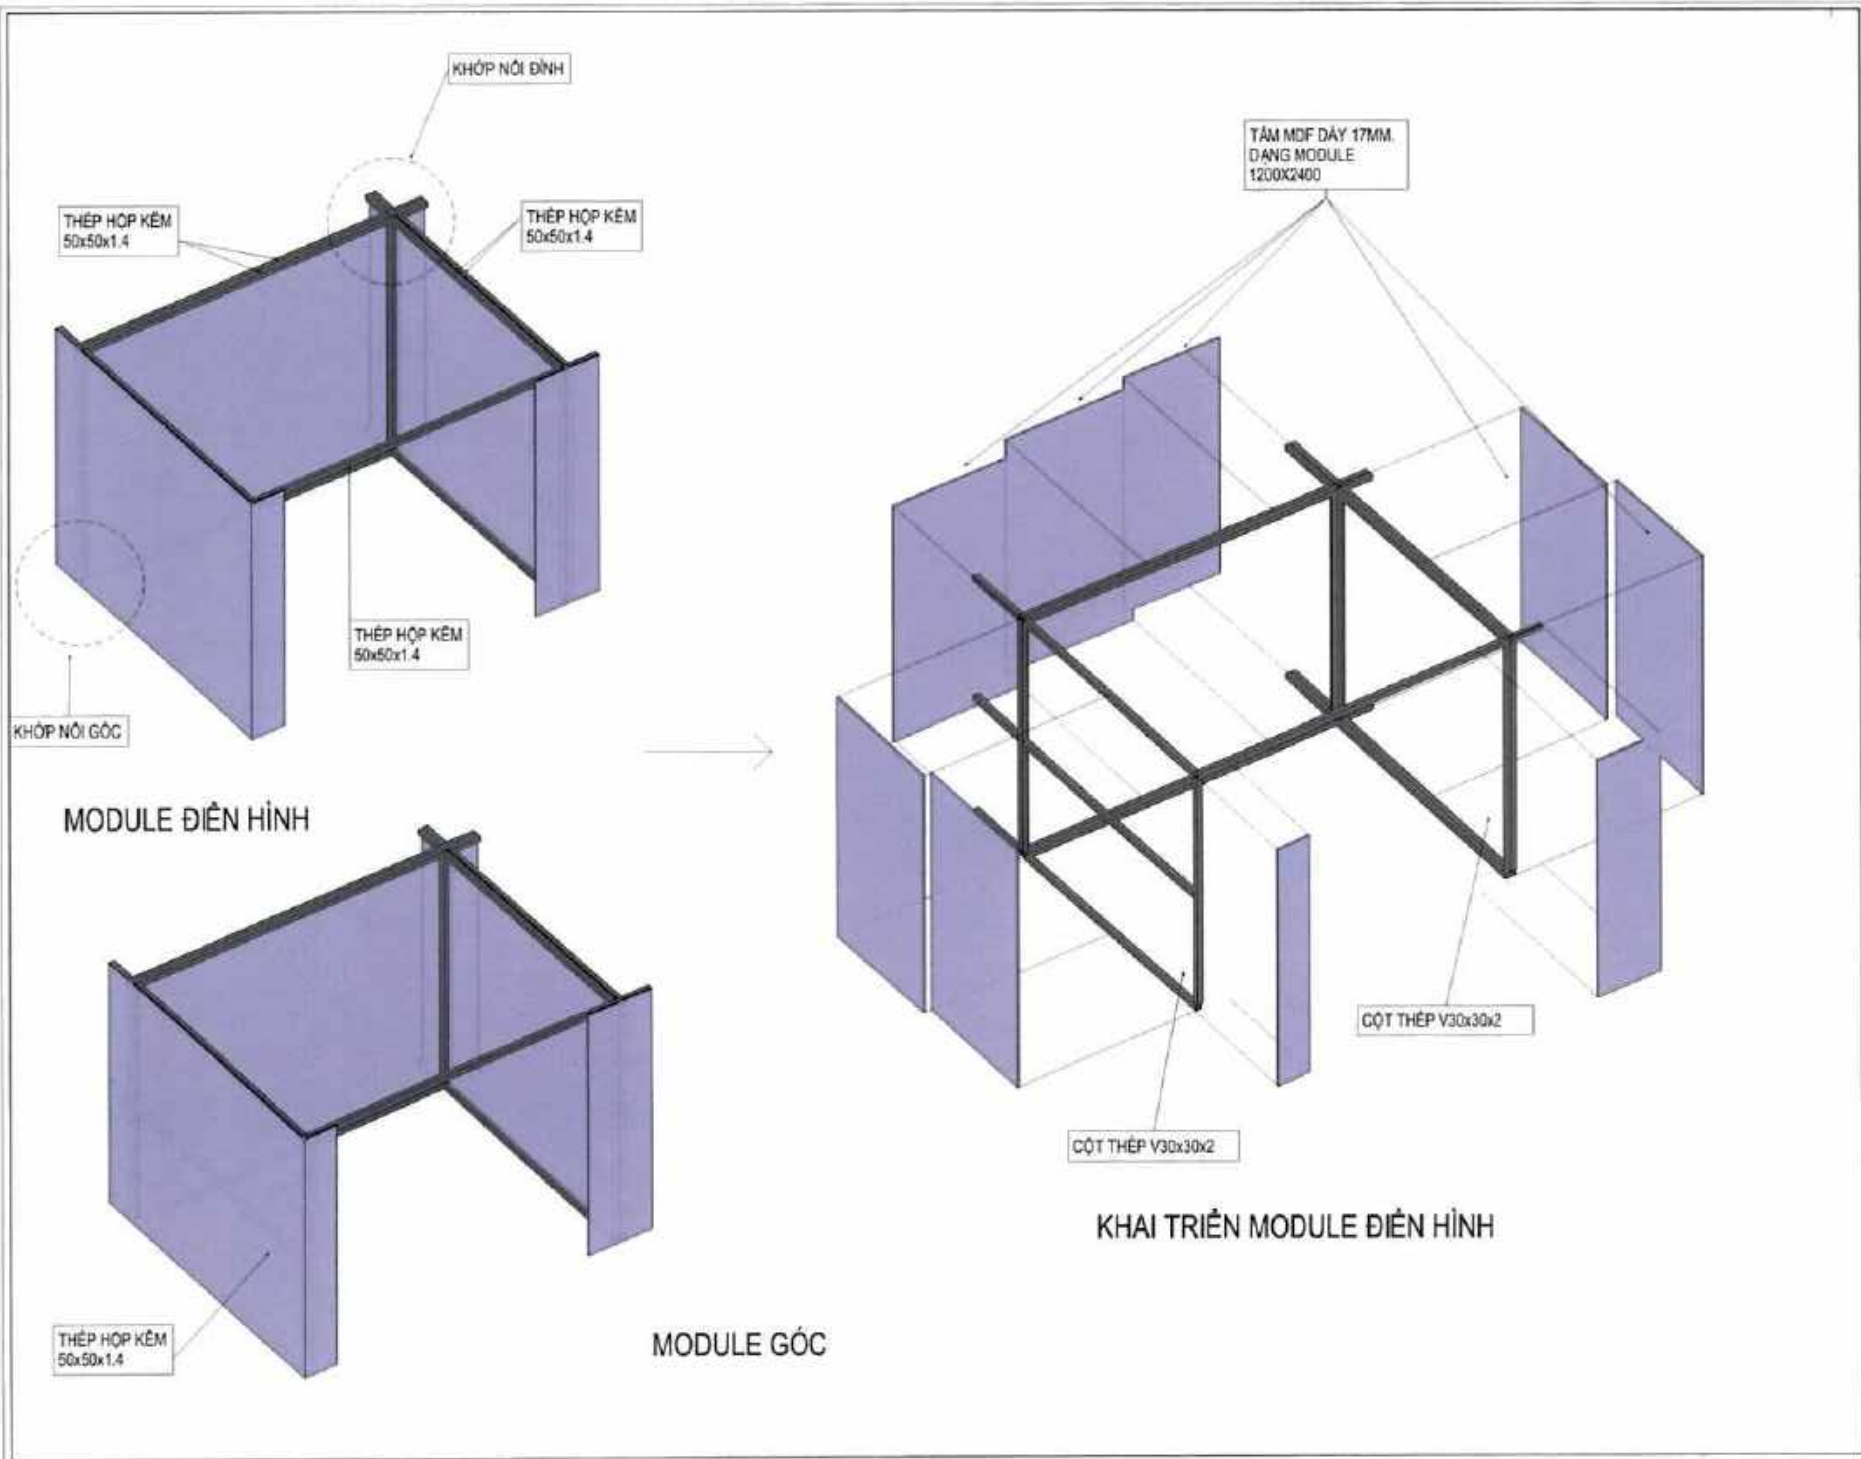 KHỚP NỐI ĐỈNH
THÉP HỘP KẼM
50x50x1.4
THÉP HỘP KẼM
50x50x1.4
TẤM MDF DÀY 17MM.
DẠNG MODULE
1200X2400
THÉP HỘP KẼM
50x50x1.4
KHỚP NỐI GÓC
MODULE ĐIỂN HÌNH
CỘT THÉP V30x30x2
CỘT THÉP V30x30x2
KHAI TRIỂN MODULE ĐIỂN HÌNH
THÉP HỘP KẼM
50x50x1.4
MODULE GÓC